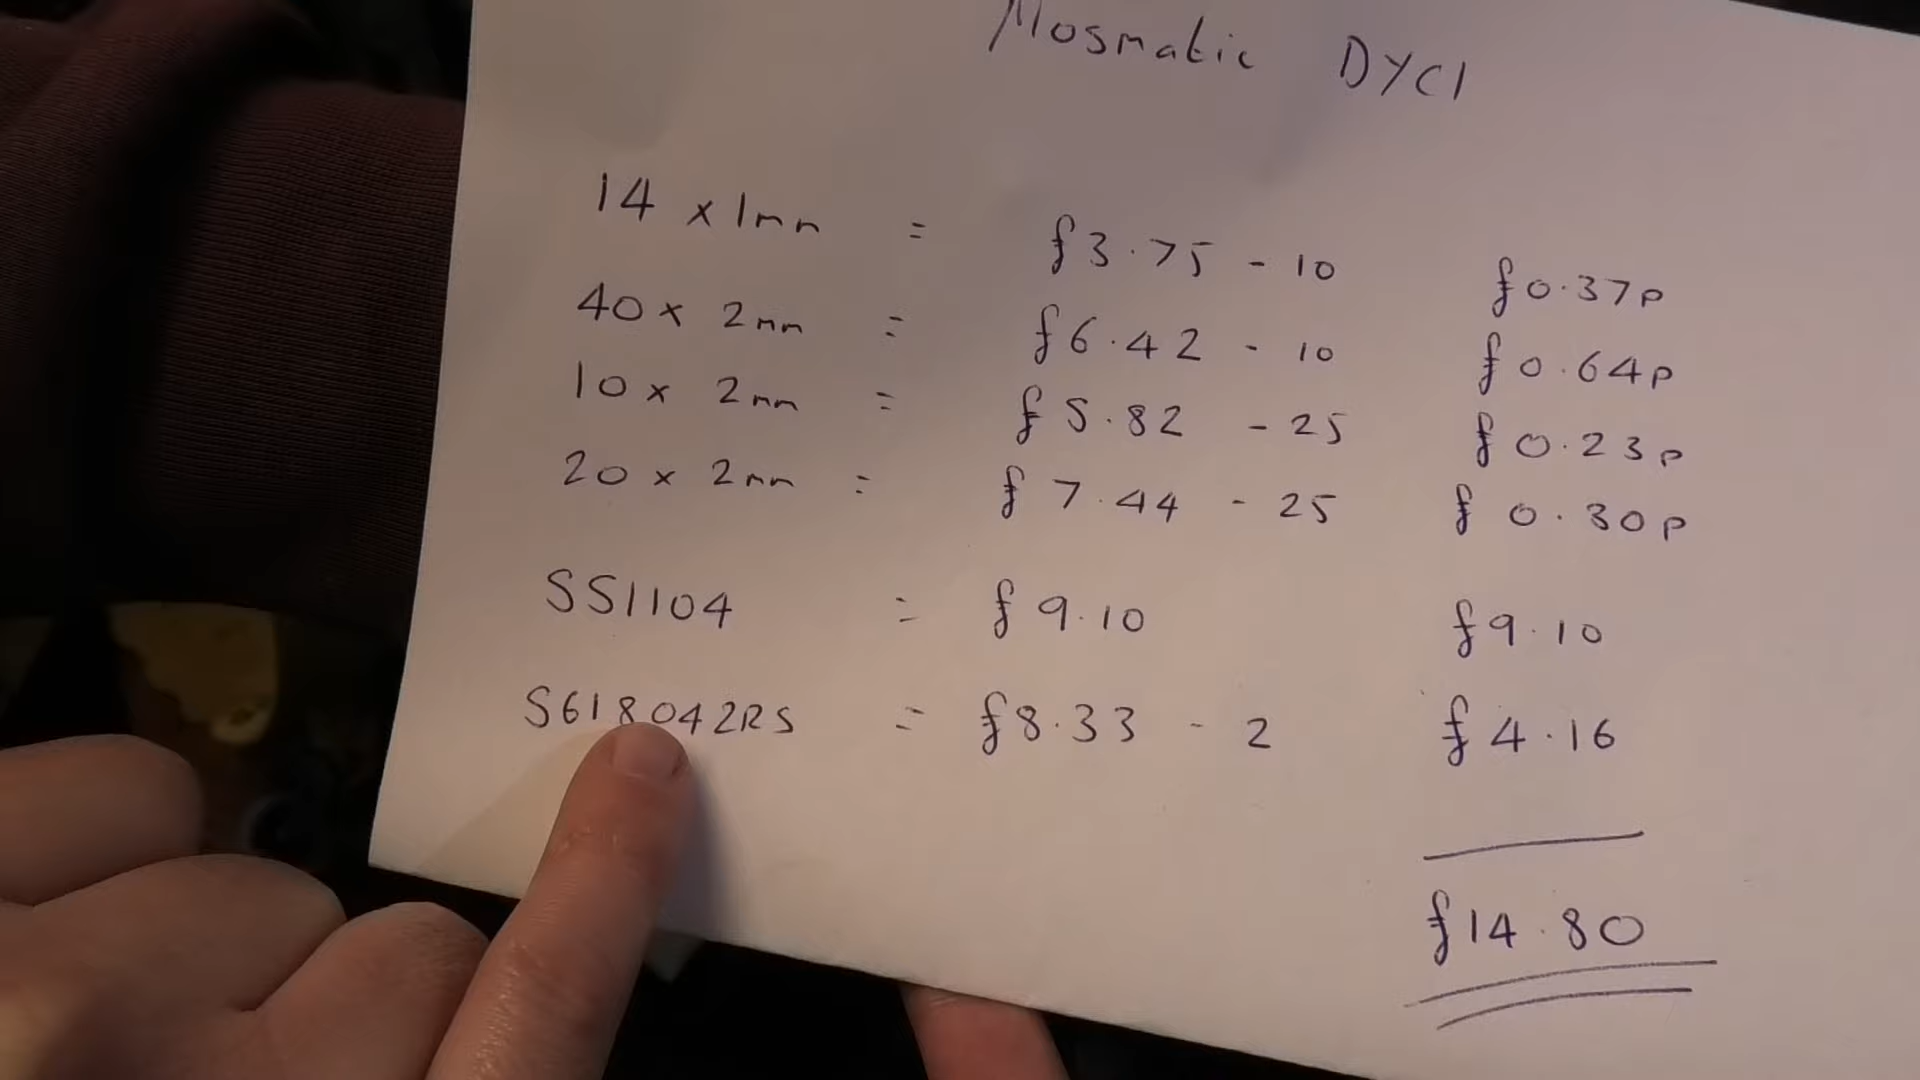 Mosmatic DYCI
14 x 1mm = £3.75 - 10 £0.37p
40 x 2mm = £6.42 - 10 £0.64p
10 x 2mm = £5.82 - 25 £0.23p
20 x 2mm = £7.44 - 25 £0.30p
SS1104 = £9.10 £9.10
S618042RS = £8.33 - 2 £4.16
£14.80